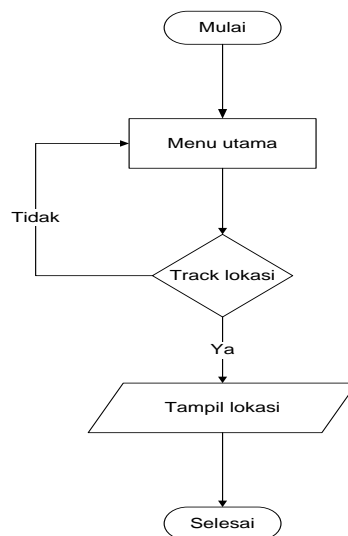 Mulai
Menu utama
Tidak
Track lokasi
Ya
Tampil lokasi
Selesai